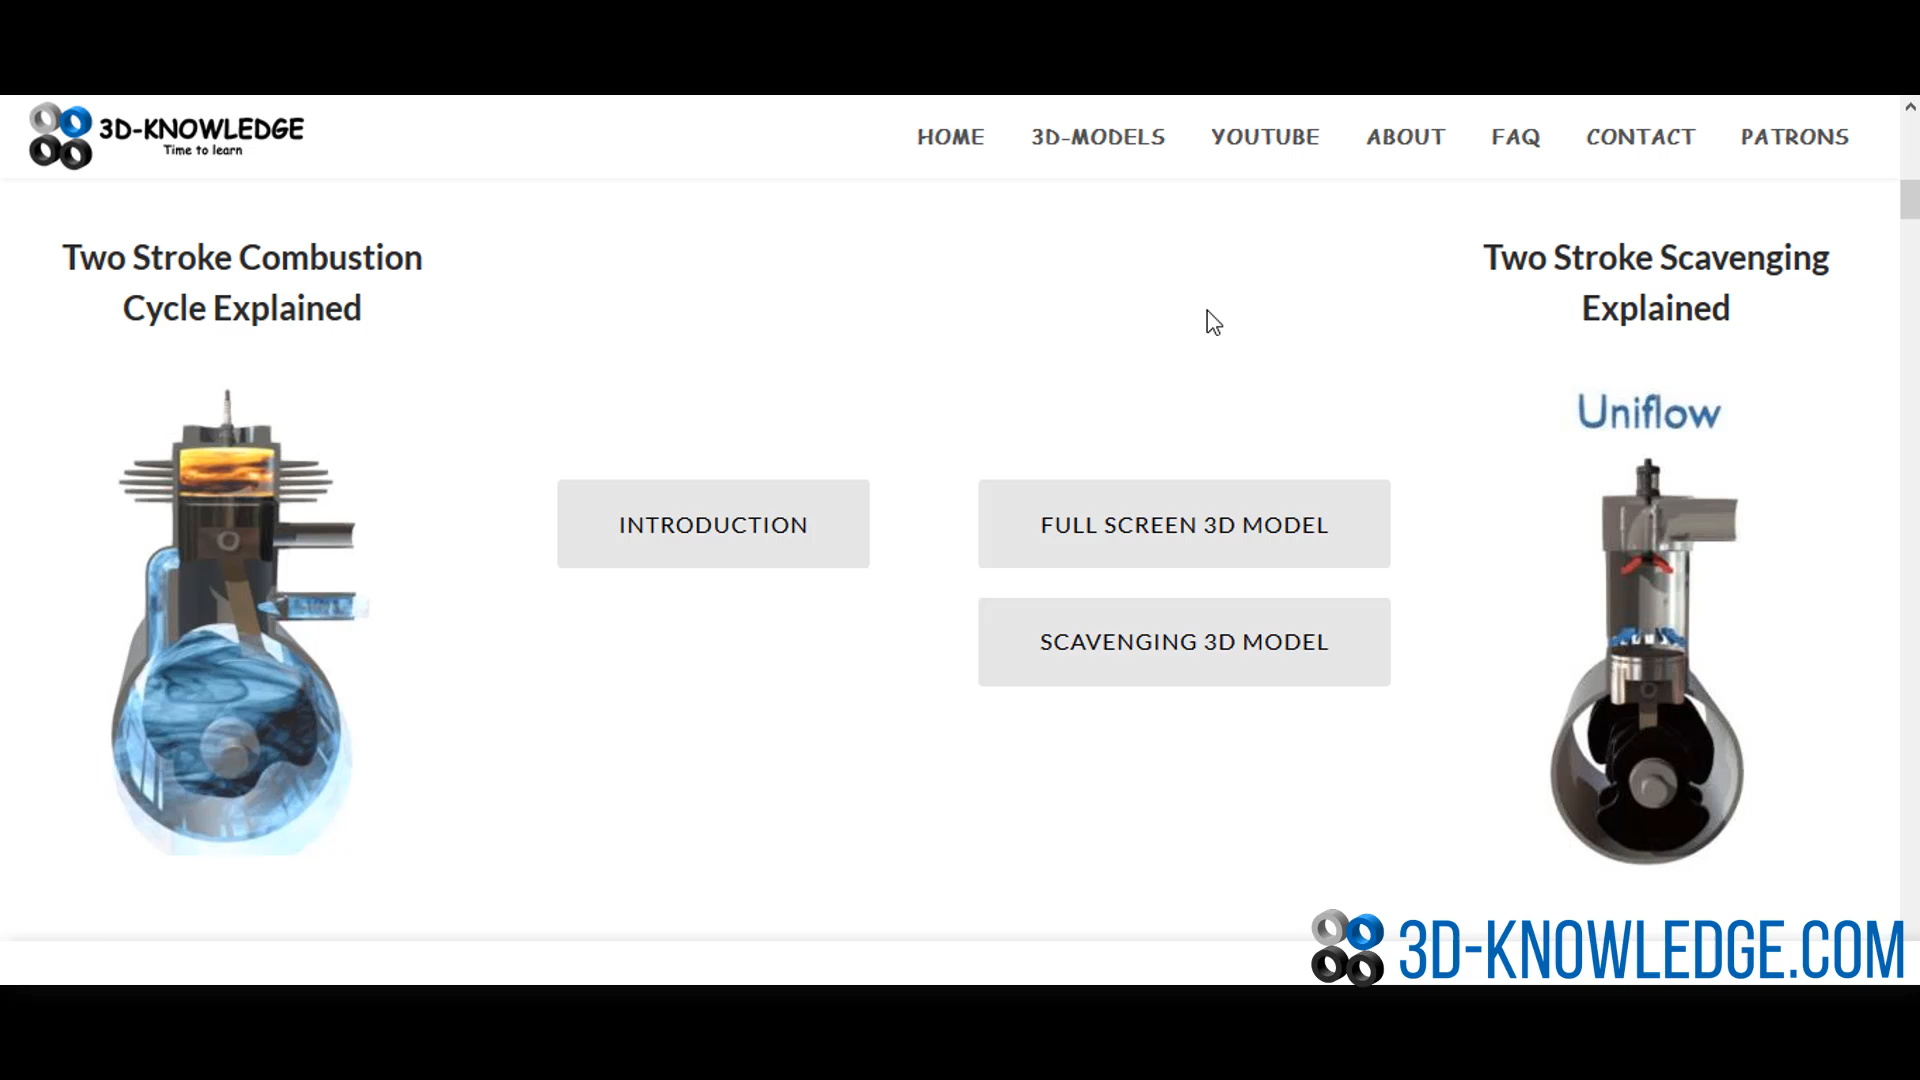 3D-KNOWLEDGE
Time to learn
HOME 3D-MODELS YOUTUBE ABOUT FAQ CONTACT PATRONS
Two Stroke Combustion
Cycle Explained
Two Stroke Scavenging
Explained
Uniflow
INTRODUCTION
FULL SCREEN 3D MODEL
SCAVENGING 3D MODEL
3D-KNOWLEDGE.COM